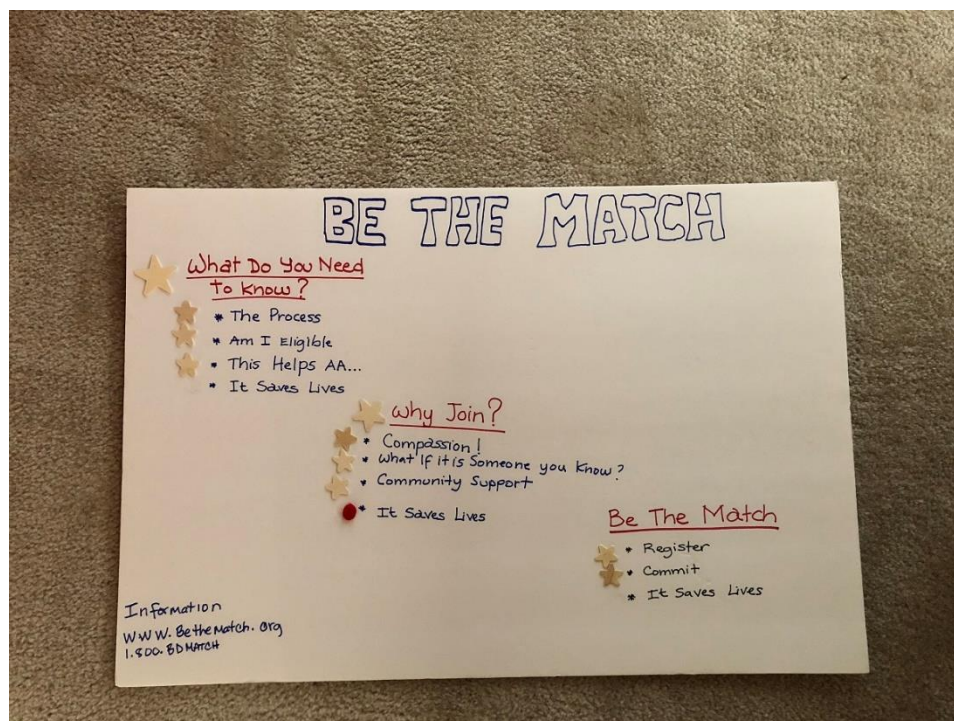 BE THE MATCH
What Do You Need
To Know?
* The Process
* Am I Eligible
* This Helps AA...
* It Saves Lives
Why Join?
* Compassion!
* What If it is Someone you Know?
* Community Support
* It Saves Lives
Be The Match
* Register
* Commit
* It Saves Lives
Information
WWW.BetheMatch.org
1.800.BDMATCH